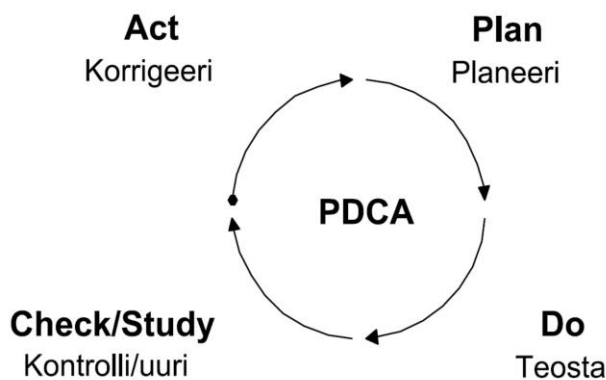 Act
Korrigeeri
Plan
Planeeri
PDCA
Check/Study
Kontrolli/uuri
Do
Teosta